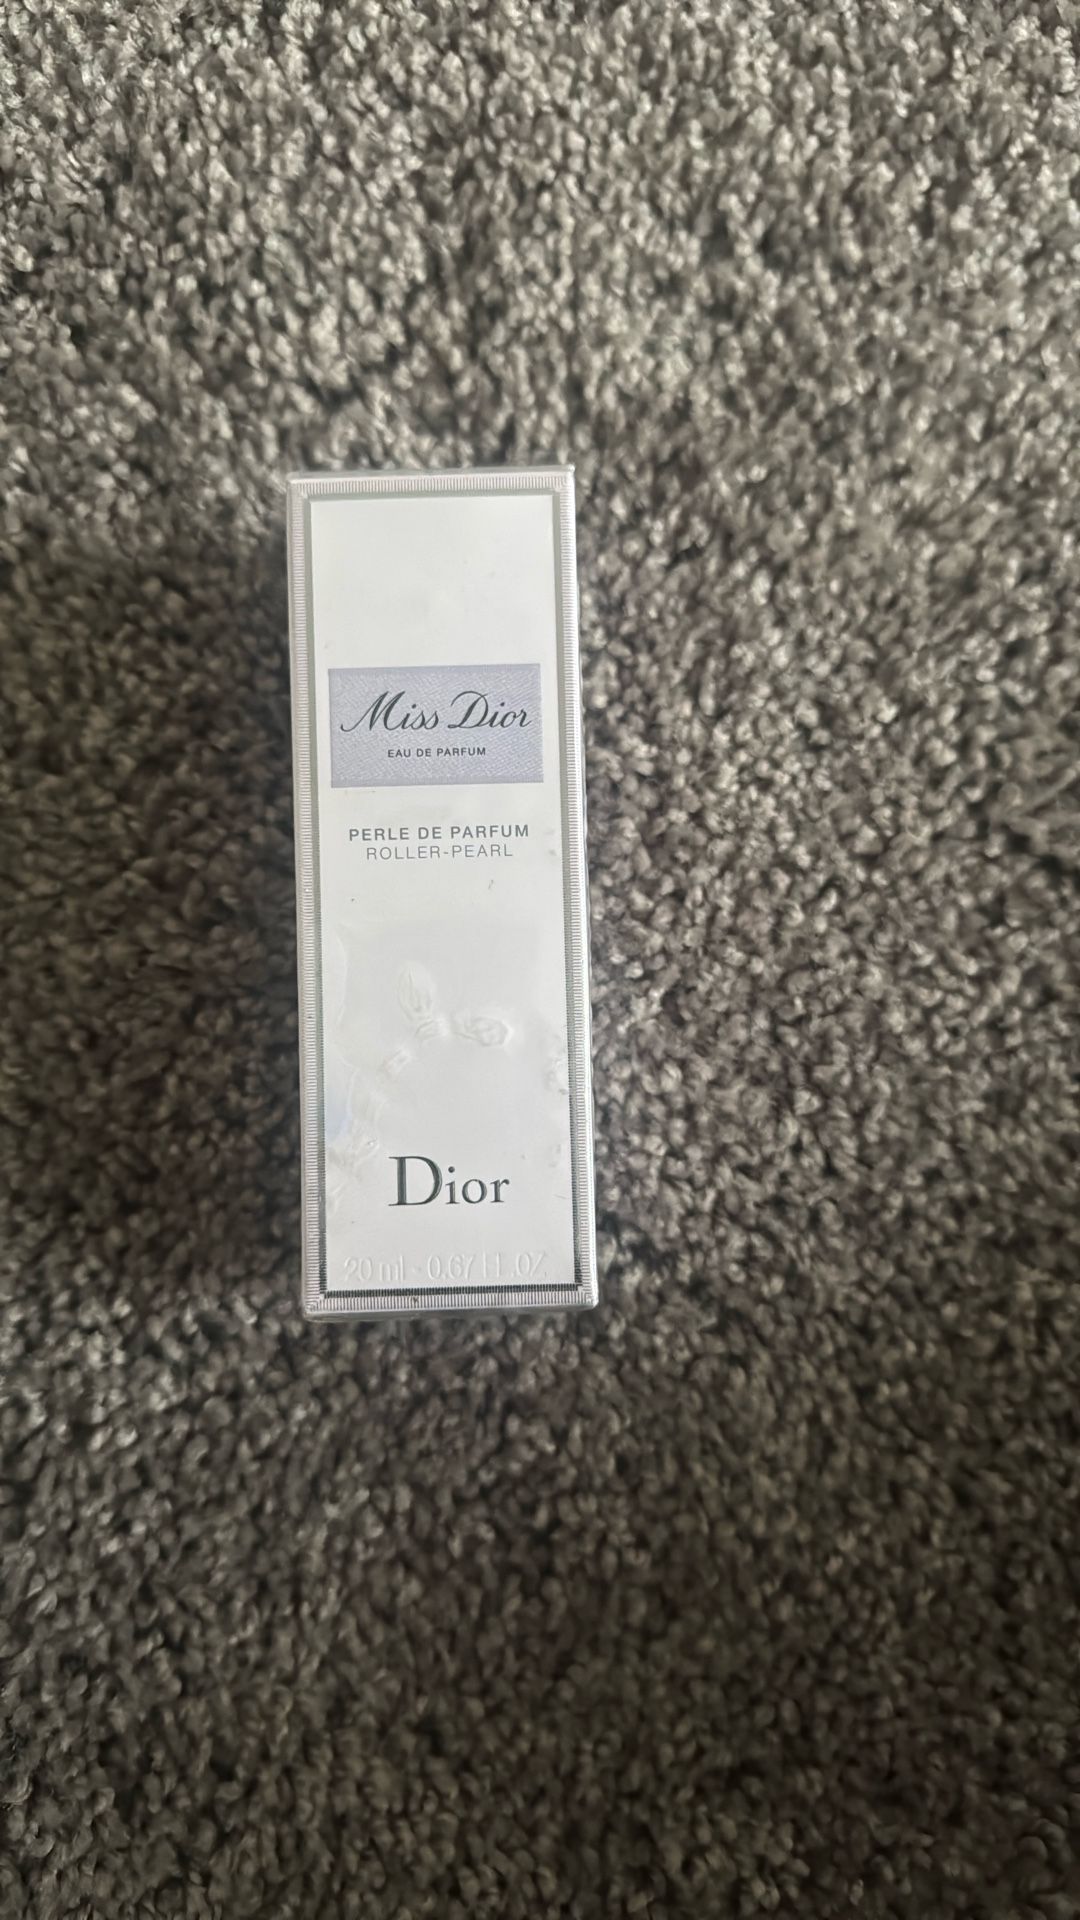 Miss Dior
EAU DE PARFUM
PERLE DE PARFUM
ROLLER-PEARL
Dior
20 ml · 0.67 FL.OZ